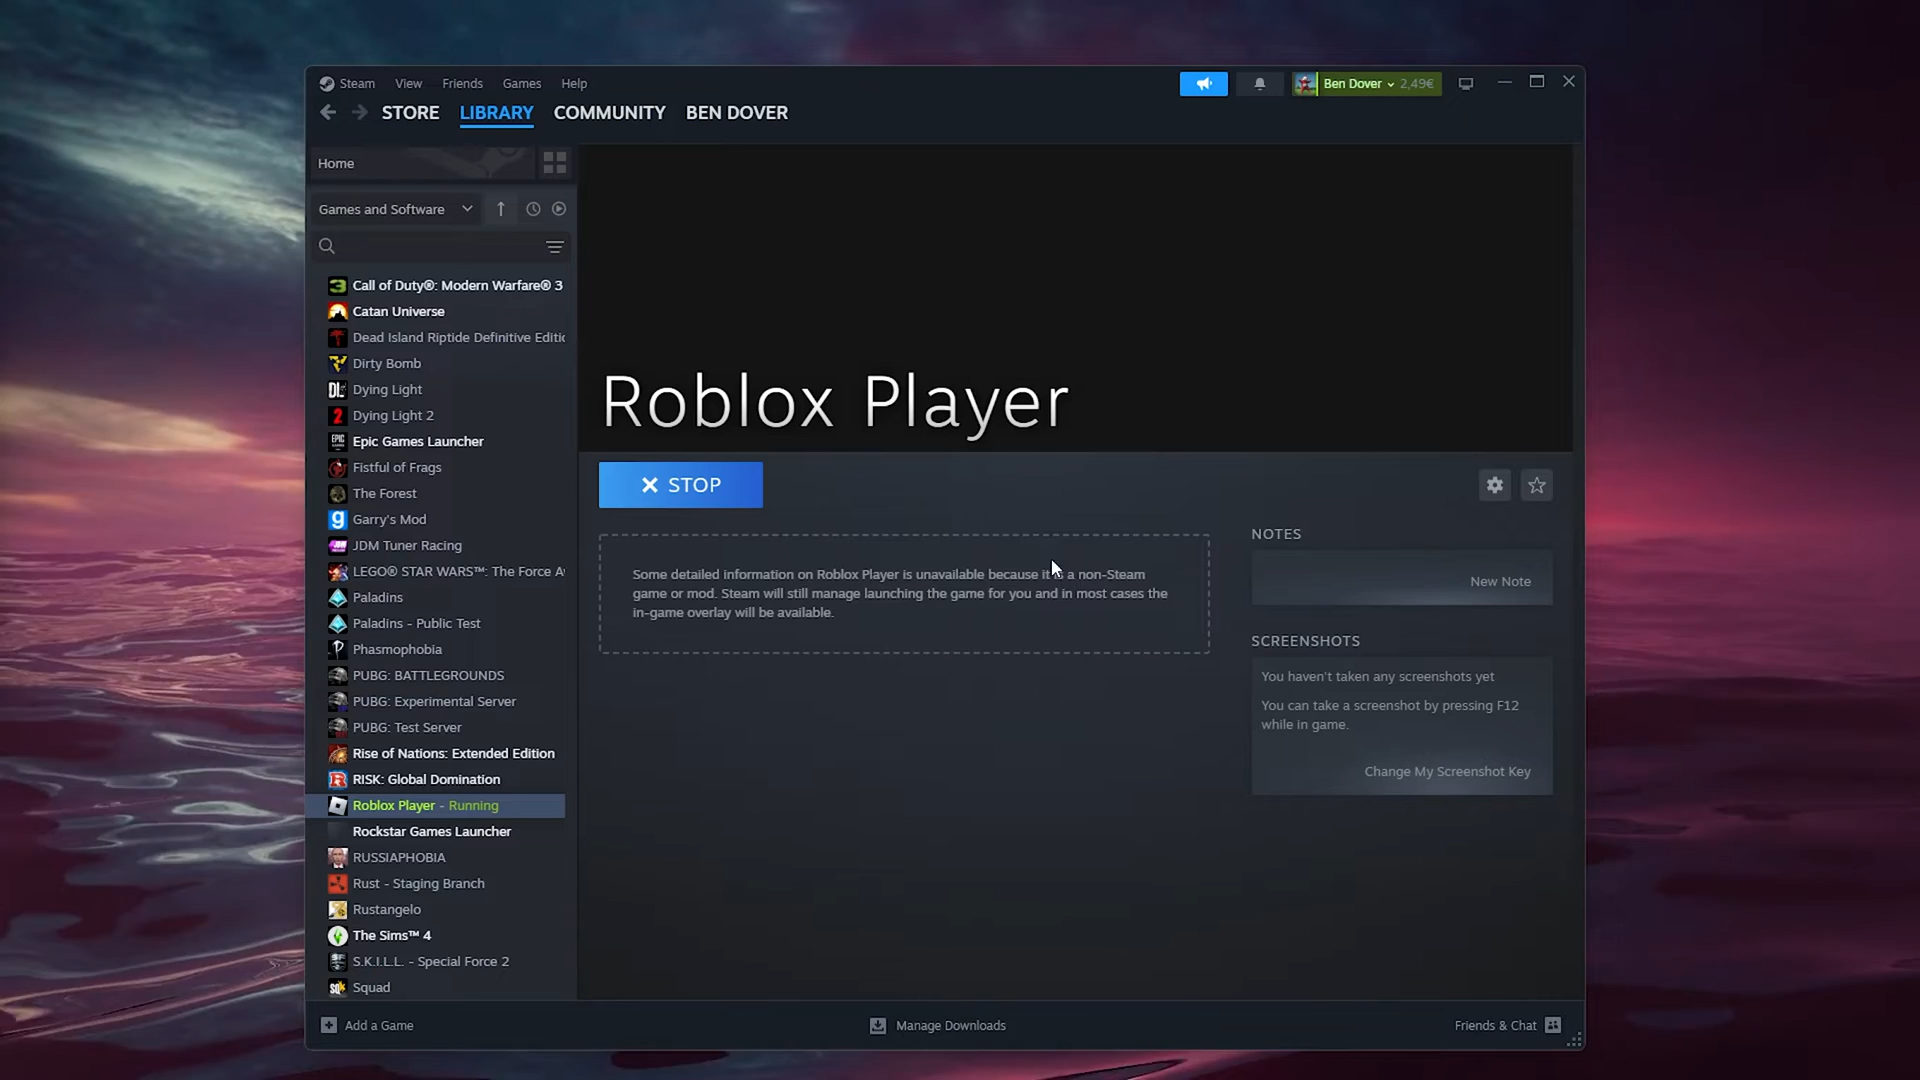 Steam View Friends Games Help
Ben Dover 2,49€
STORE LIBRARY COMMUNITY BEN DOVER
Home
Games and Software
Call of Duty®: Modern Warfare® 3
Catan Universe
Dead Island Riptide Definitive Editic
Dirty Bomb
Dying Light
Dying Light 2
Epic Games Launcher
Fistful of Frags
The Forest
Garry's Mod
JDM Tuner Racing
LEGO® STAR WARS™: The Force A
Paladins
Paladins - Public Test
Phasmophobia
PUBG: BATTLEGROUNDS
PUBG: Experimental Server
PUBG: Test Server
Rise of Nations: Extended Edition
RISK: Global Domination
Roblox Player - Running
Rockstar Games Launcher
RUSSIAPHOBIA
Rust - Staging Branch
Rustangelo
The Sims™ 4
S.K.I.L.L. - Special Force 2
Squad
Roblox Player
STOP
Some detailed information on Roblox Player is unavailable because it is a non-Steam
game or mod. Steam will still manage launching the game for you and in most cases the
in-game overlay will be available.
NOTES
New Note
SCREENSHOTS
You haven't taken any screenshots yet
You can take a screenshot by pressing F12
while in game.
Change My Screenshot Key
Add a Game
Manage Downloads
Friends & Chat